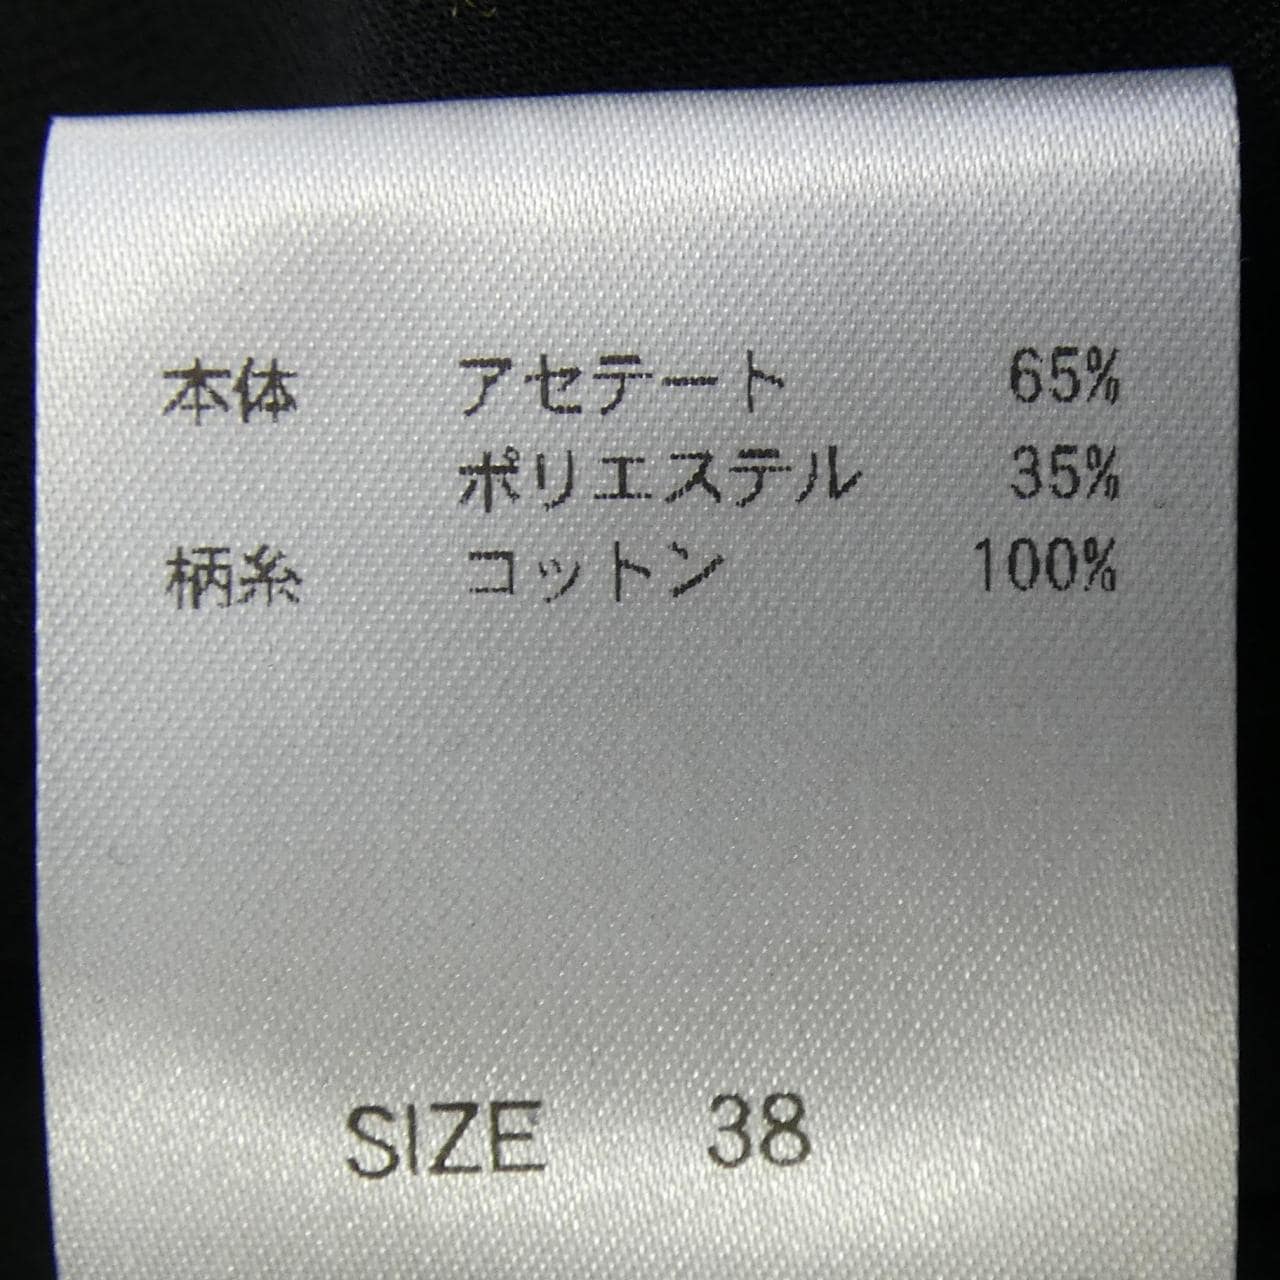 本体 アセテート 65%
ポリエステル 35%
柄糸 コットン 100%
SIZE 38